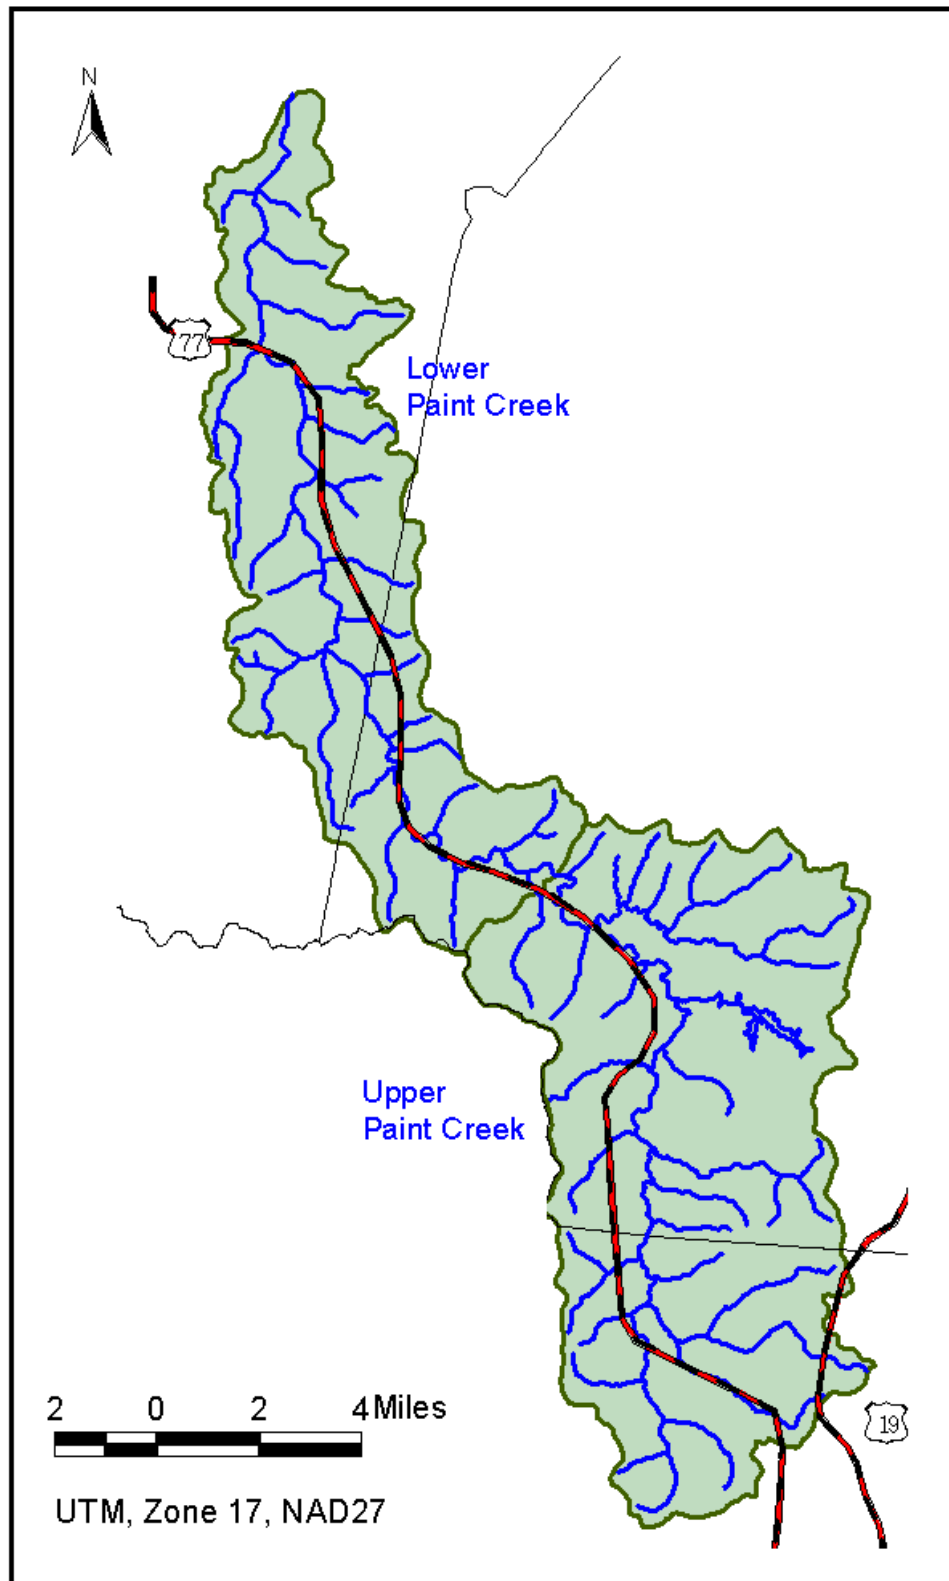 N
77
Lower
Paint Creek
Upper
Paint Creek
2 0 2 4 Miles
19
UTM, Zone 17, NAD27